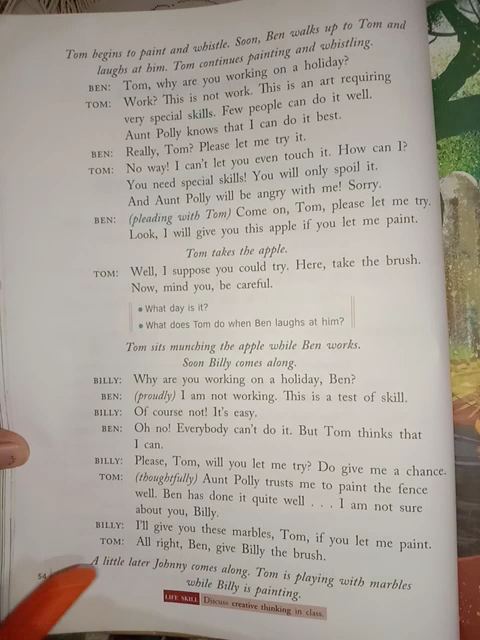 Tom begins to paint and whistle. Soon, Ben walks up to Tom and
laughs at him. Tom continues painting and whistling.
BEN: Tom, why are you working on a holiday?
TOM: Work? This is not work. This is an art requiring
very special skills. Few people can do it well.
Aunt Polly knows that I can do it best.
BEN: Really, Tom? Please let me try it.
TOM: No way! I can't let you even touch it. How can I?
You need special skills! You will only spoil it.
And Aunt Polly will be angry with me! Sorry.
BEN: (pleading with Tom) Come on, Tom, please let me try.
Look, I will give you this apple if you let me paint.
Tom takes the apple.
TOM: Well, I suppose you could try. Here, take the brush.
Now, mind you, be careful.
• What day is it?
• What does Tom do when Ben laughs at him?
Tom sits munching the apple while Ben works.
Soon Billy comes along.
BILLY: Why are you working on a holiday, Ben?
BEN: (proudly) I am not working. This is a test of skill.
BILLY: Of course not! It's easy.
BEN: Oh no! Everybody can't do it. But Tom thinks that
I can.
BILLY: Please, Tom, will you let me try? Do give me a chance.
TOM: (thoughtfully) Aunt Polly trusts me to paint the fence
well. Ben has done it quite well . . . I am not sure
about you, Billy.
BILLY: I'll give you these marbles, Tom, if you let me paint.
TOM: All right, Ben, give Billy the brush.
A little later Johnny comes along. Tom is playing with marbles
while Billy is painting.
54
LIFE SKILL Discuss creative thinking in class.